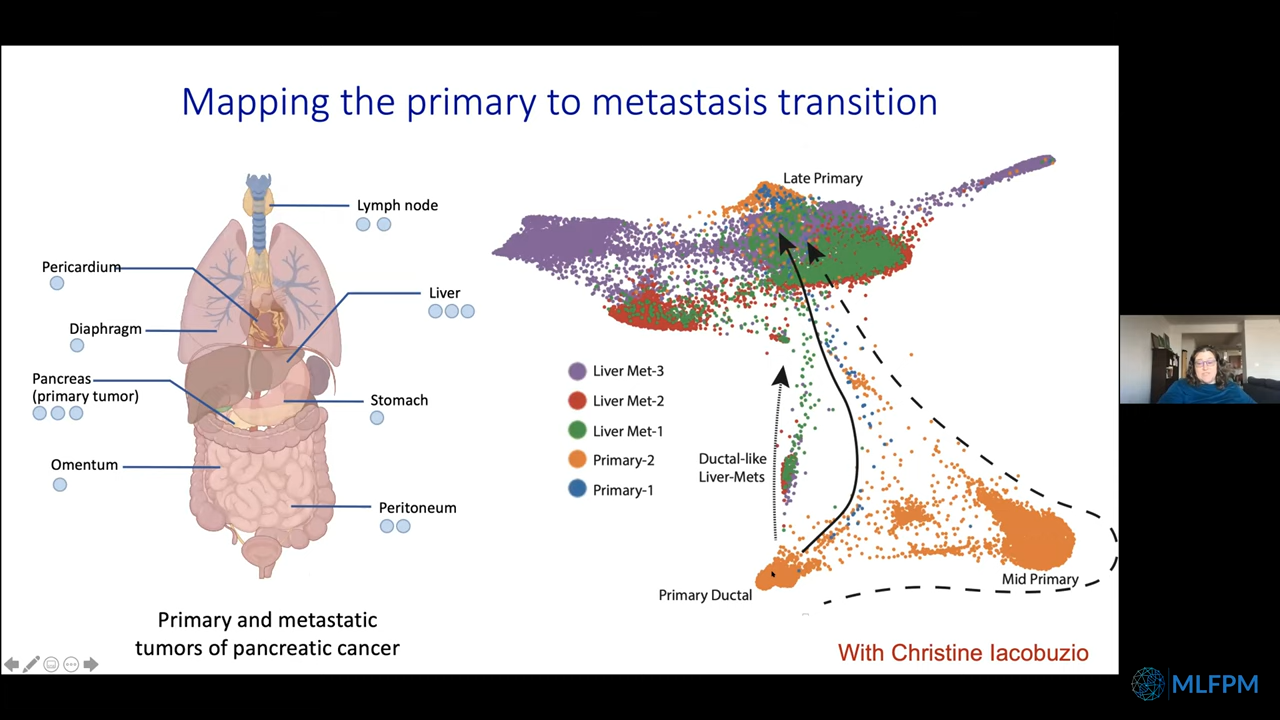 Mapping the primary to metastasis transition
Lymph node
Pericardium
Liver
Diaphragm
Pancreas
(primary tumor)
Stomach
Omentum
Peritoneum
Primary and metastatic
tumors of pancreatic cancer
Late Primary
Liver Met-3
Liver Met-2
Liver Met-1
Primary-2
Primary-1
Ductal-like
Liver-Mets
Mid Primary
Primary Ductal
With Christine Iacobuzio
MLFPM